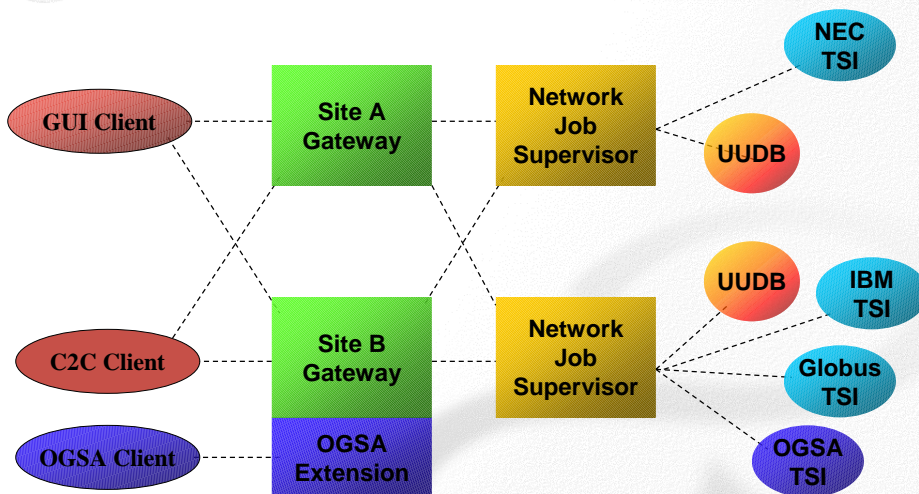 NEC
TSI
GUI Client
Site A
Gateway
Network
Job
Supervisor
UUDB
UUDB
IBM
TSI
C2C Client
Site B
Gateway
Network
Job
Supervisor
Globus
TSI
OGSA Client
OGSA
Extension
OGSA
TSI